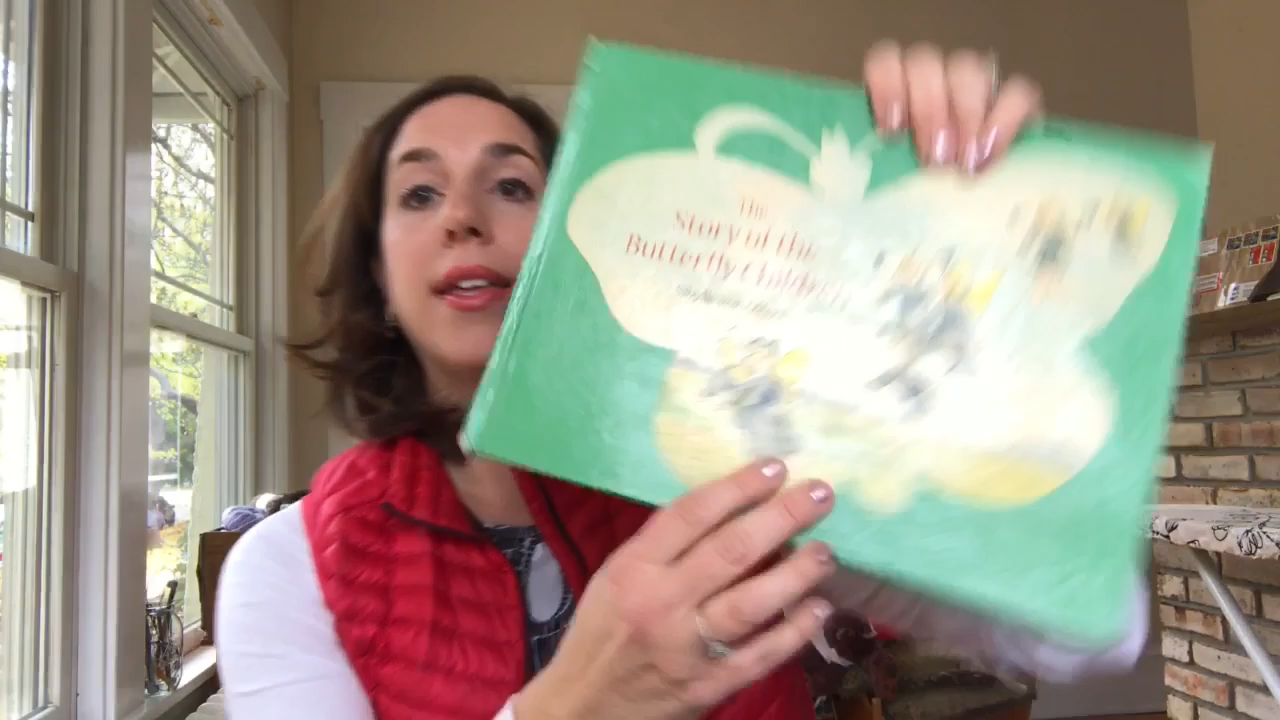 The
Story of the
Butterfly Children